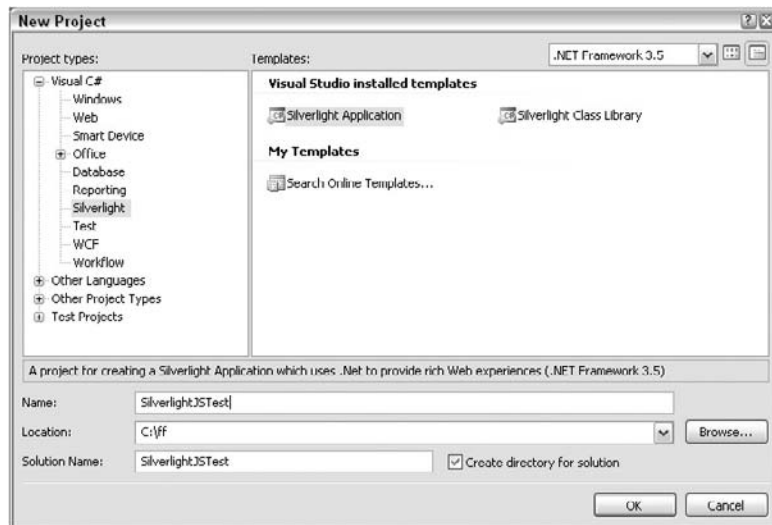 New Project
Project types:
Templates:
.NET Framework 3.5
Visual C#
Windows
Web
Smart Device
Office
Database
Reporting
Silverlight
Test
WCF
Workflow
Other Languages
Other Project Types
Test Projects
Visual Studio installed templates
Silverlight Application
Silverlight Class Library
My Templates
Search Online Templates...
A project for creating a Silverlight Application which uses .Net to provide rich Web experiences (.NET Framework 3.5)
Name:
SilverlightJSTest
Location:
C:\ff
Browse...
Solution Name:
SilverlightJSTest
Create directory for solution
OK
Cancel